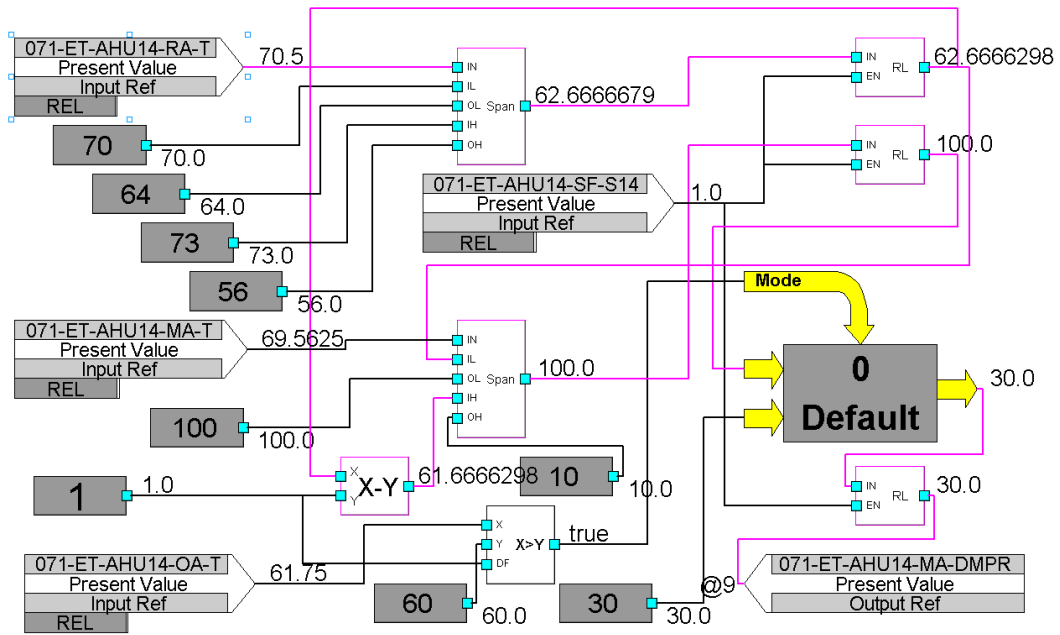 071-ET-AHU14-RA-T
Present Value
Input Ref
REL
70.5
70
70.0
64
64.0
73
73.0
56
56.0
IN
IL
OL
IH
OH
Span
62.6666679
IN
EN
RL
62.6666298
IN
EN
RL
100.0
071-ET-AHU14-SF-S14
Present Value
Input Ref
REL
1.0
Mode
0
Default
30.0
071-ET-AHU14-MA-T
Present Value
Input Ref
REL
69.5625
100
100.0
IN
IL
OL
IH
OH
Span
100.0
1
1.0
X
Y
X-Y
61.6666298
10
10.0
IN
EN
RL
30.0
071-ET-AHU14-OA-T
Present Value
Input Ref
REL
61.75
X
Y
DF
X>Y
true
60
60.0
30
30.0
@9
071-ET-AHU14-MA-DMPR
Present Value
Output Ref